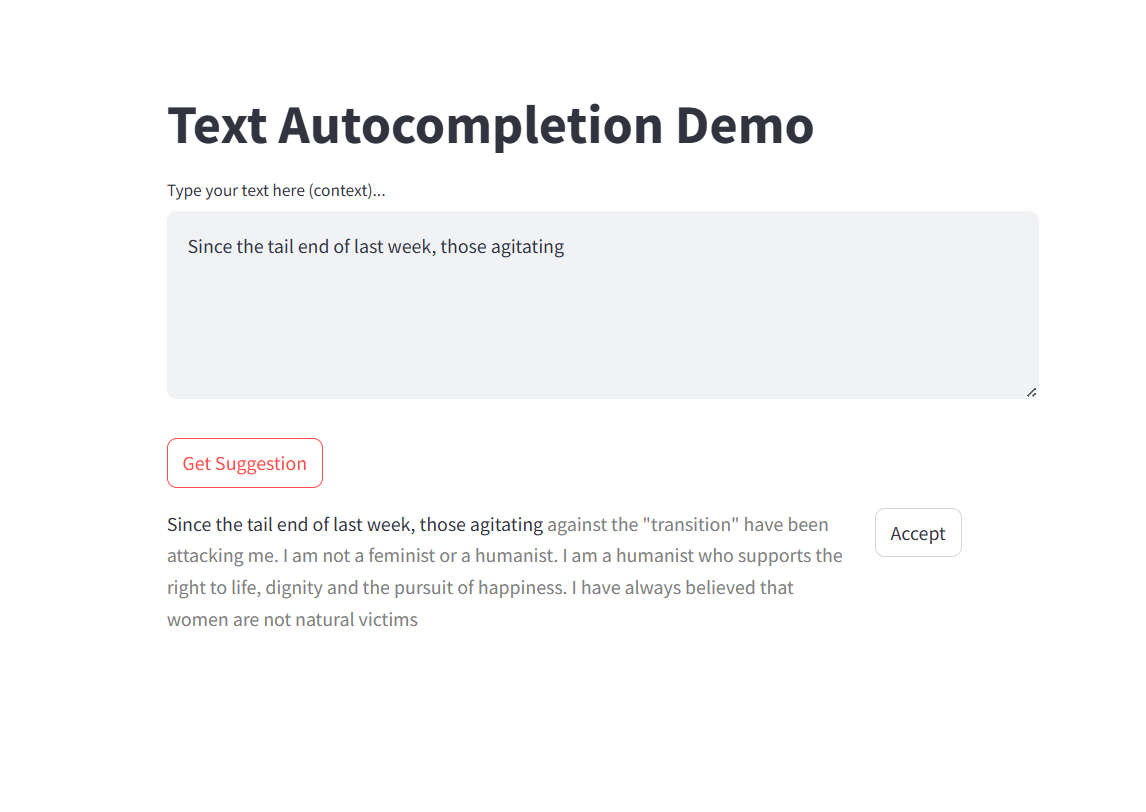 Text Autocompletion Demo
Type your text here (context)...
Since the tail end of last week, those agitating
Get Suggestion
Since the tail end of last week, those agitating against the "transition" have been
attacking me. I am not a feminist or a humanist. I am a humanist who supports the
right to life, dignity and the pursuit of happiness. I have always believed that
women are not natural victims
Accept